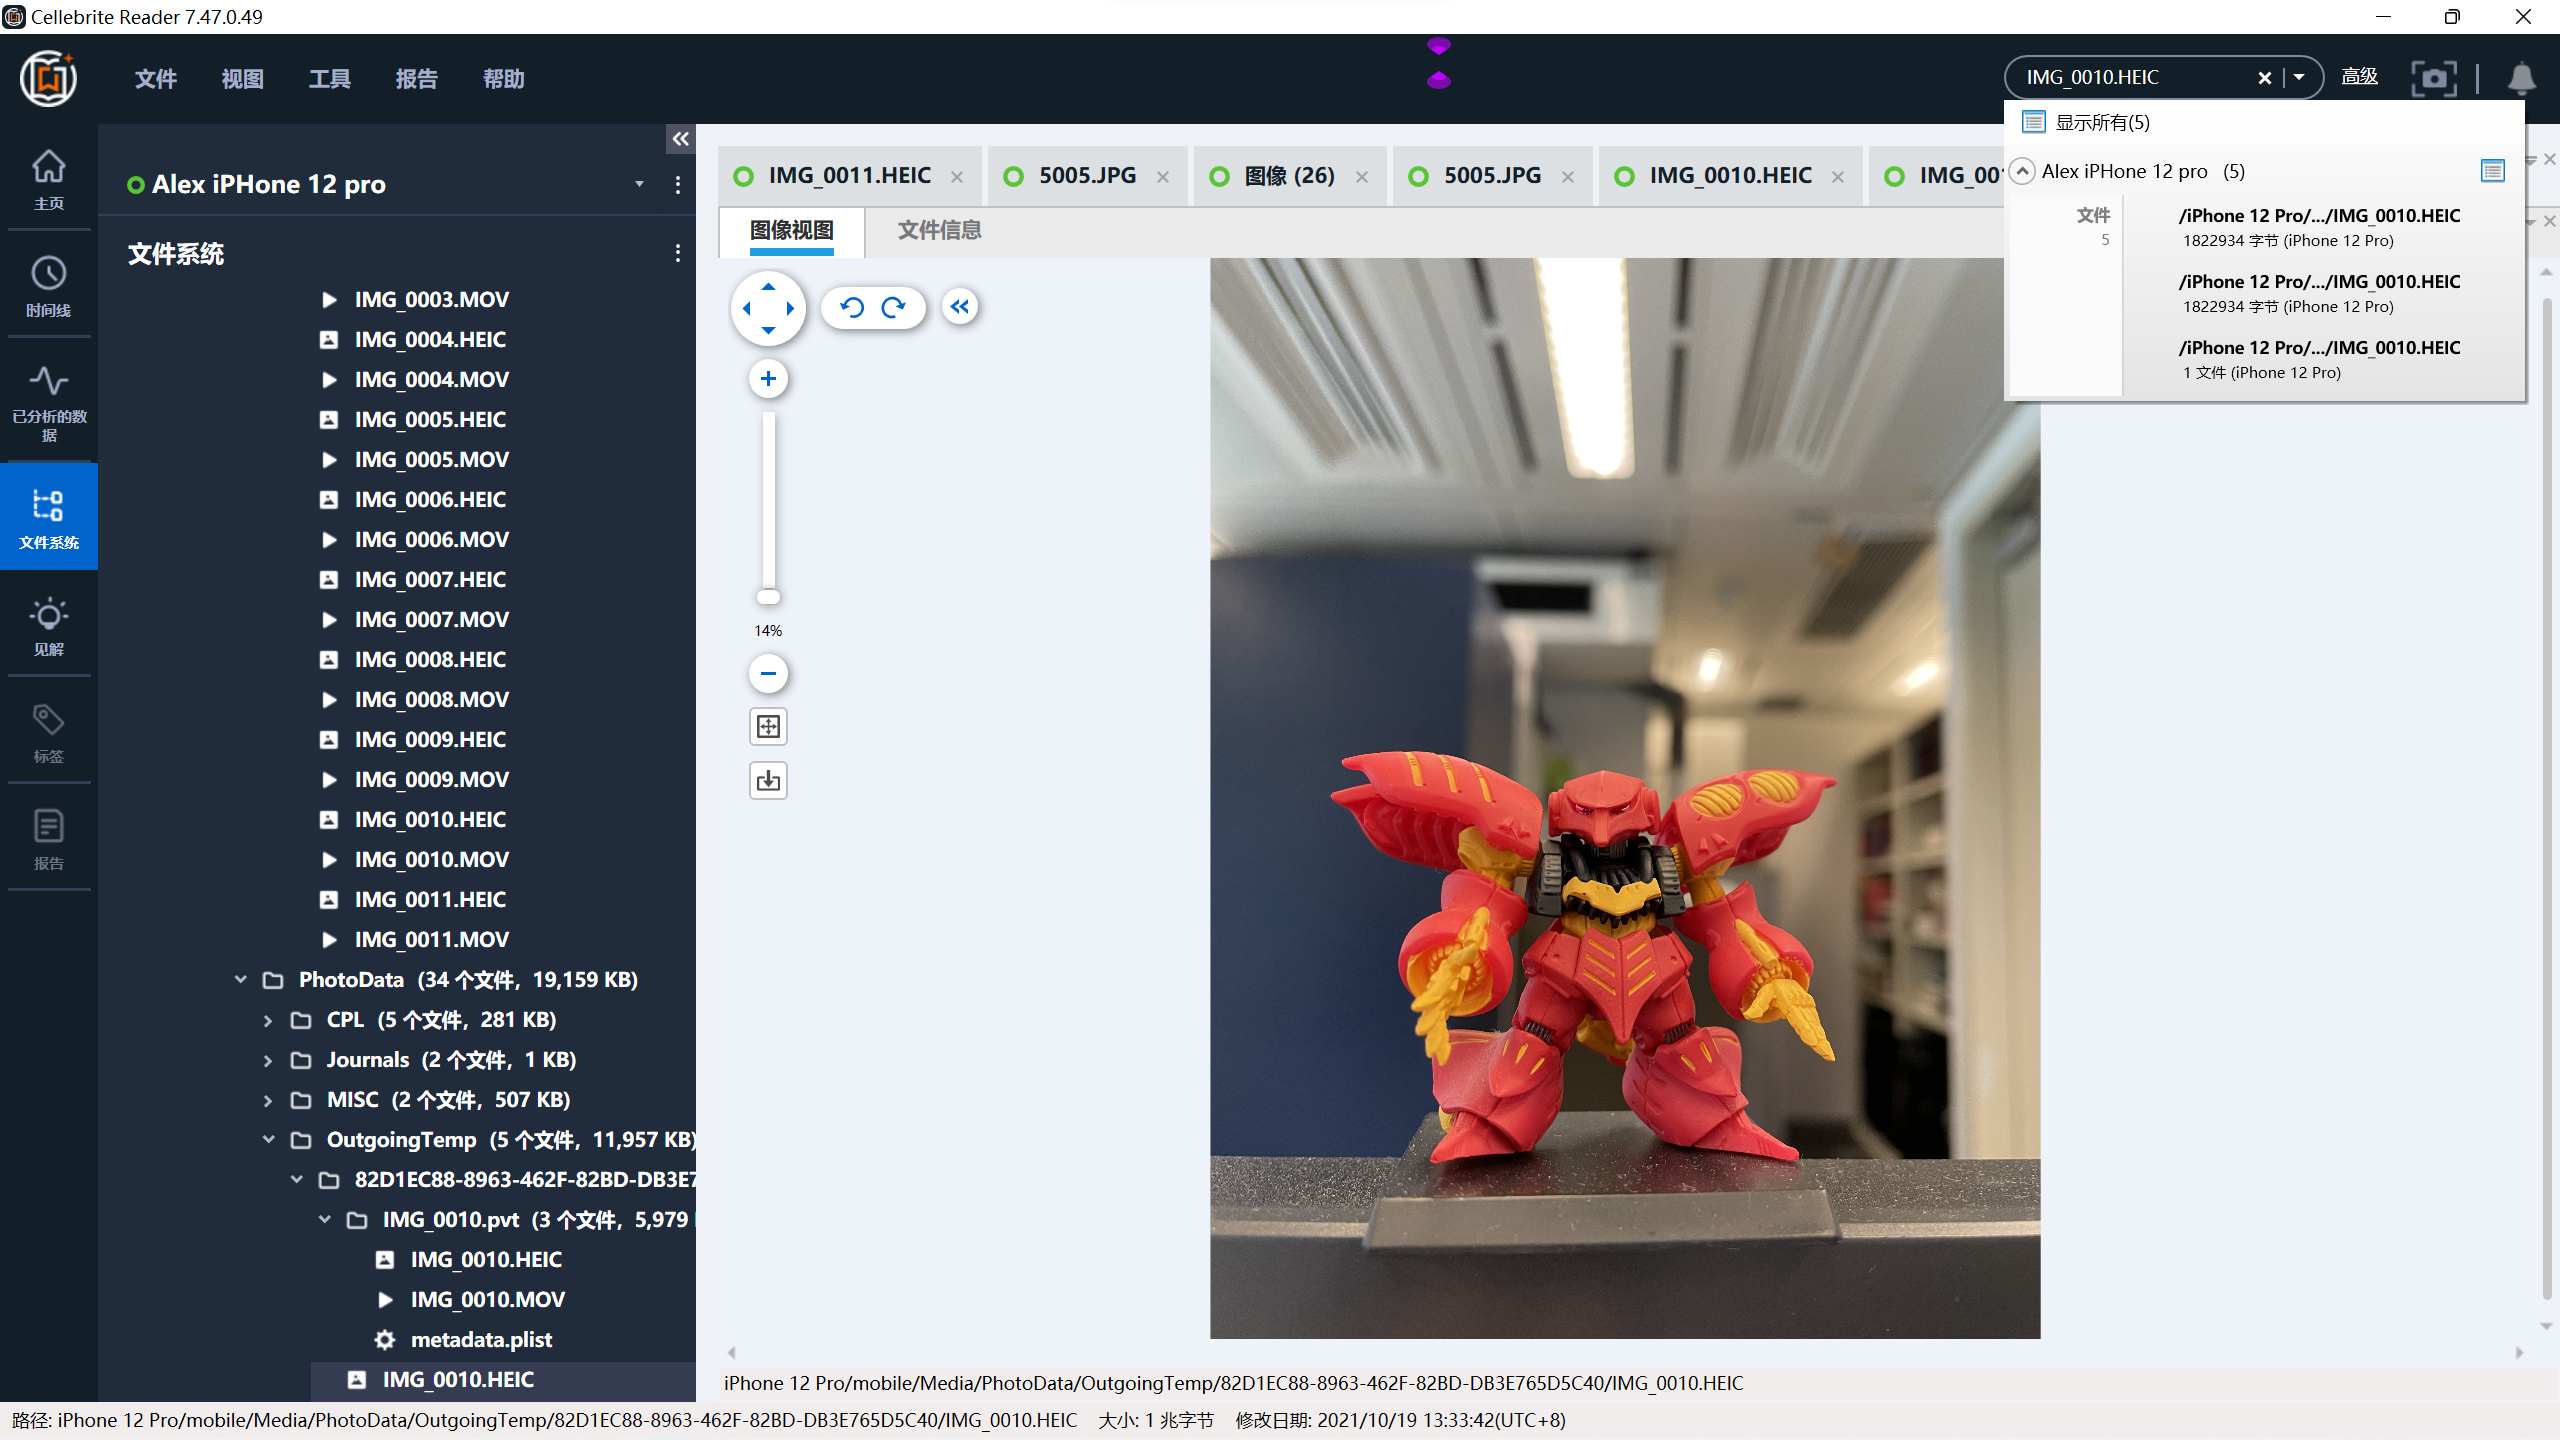 Cellebrite Reader 7.47.0.49
文件 视图 工具 报告 帮助
IMG_0010.HEIC
高级
显示所有(5)
Alex iPHone 12 pro (5)
文件
5
/iPhone 12 Pro/.../IMG_0010.HEIC
1822934 字节 (iPhone 12 Pro)
/iPhone 12 Pro/.../IMG_0010.HEIC
1822934 字节 (iPhone 12 Pro)
/iPhone 12 Pro/.../IMG_0010.HEIC
1 文件 (iPhone 12 Pro)
主页
时间线
已分析的数
据
文件系统
见解
标签
报告
Alex iPHone 12 pro
文件系统
IMG_0003.MOV
IMG_0004.HEIC
IMG_0004.MOV
IMG_0005.HEIC
IMG_0005.MOV
IMG_0006.HEIC
IMG_0006.MOV
IMG_0007.HEIC
IMG_0007.MOV
IMG_0008.HEIC
IMG_0008.MOV
IMG_0009.HEIC
IMG_0009.MOV
IMG_0010.HEIC
IMG_0010.MOV
IMG_0011.HEIC
IMG_0011.MOV
PhotoData (34 个文件, 19,159 KB)
CPL (5 个文件, 281 KB)
Journals (2 个文件, 1 KB)
MISC (2 个文件, 507 KB)
OutgoingTemp (5 个文件, 11,957 KB)
82D1EC88-8963-462F-82BD-DB3E7
IMG_0010.pvt (3 个文件, 5,979
IMG_0010.HEIC
IMG_0010.MOV
metadata.plist
IMG_0010.HEIC
IMG_0011.HEIC
5005.JPG
图像 (26)
5005.JPG
IMG_0010.HEIC
IMG_00
图像视图 文件信息
14%
iPhone 12 Pro/mobile/Media/PhotoData/OutgoingTemp/82D1EC88-8963-462F-82BD-DB3E765D5C40/IMG_0010.HEIC
路径: iPhone 12 Pro/mobile/Media/PhotoData/OutgoingTemp/82D1EC88-8963-462F-82BD-DB3E765D5C40/IMG_0010.HEIC 大小: 1 兆字节 修改日期: 2021/10/19 13:33:42(UTC+8)